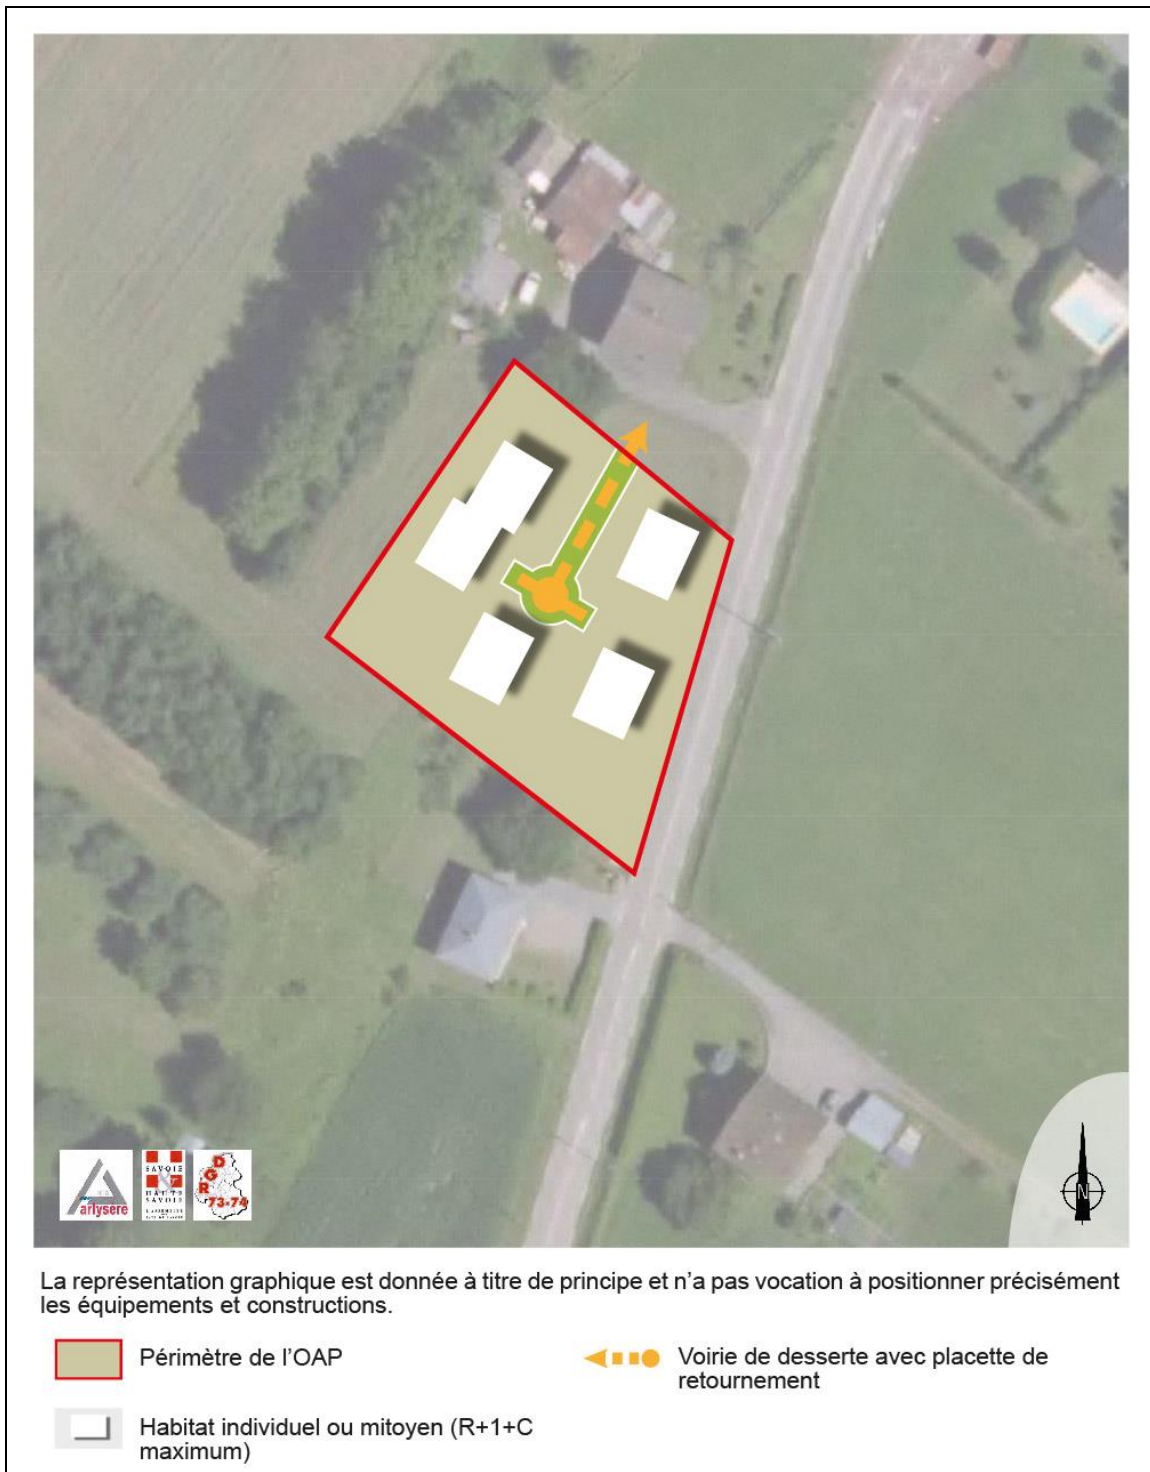 arlysere
SAVOIE
HAUTE
SAVOIE
D
G
R
73-74
N
La représentation graphique est donnée à titre de principe et n'a pas vocation à positionner précisément
les équipements et constructions.
Périmètre de l'OAP
Voirie de desserte avec placette de
retournement
Habitat individuel ou mitoyen (R+1+C
maximum)